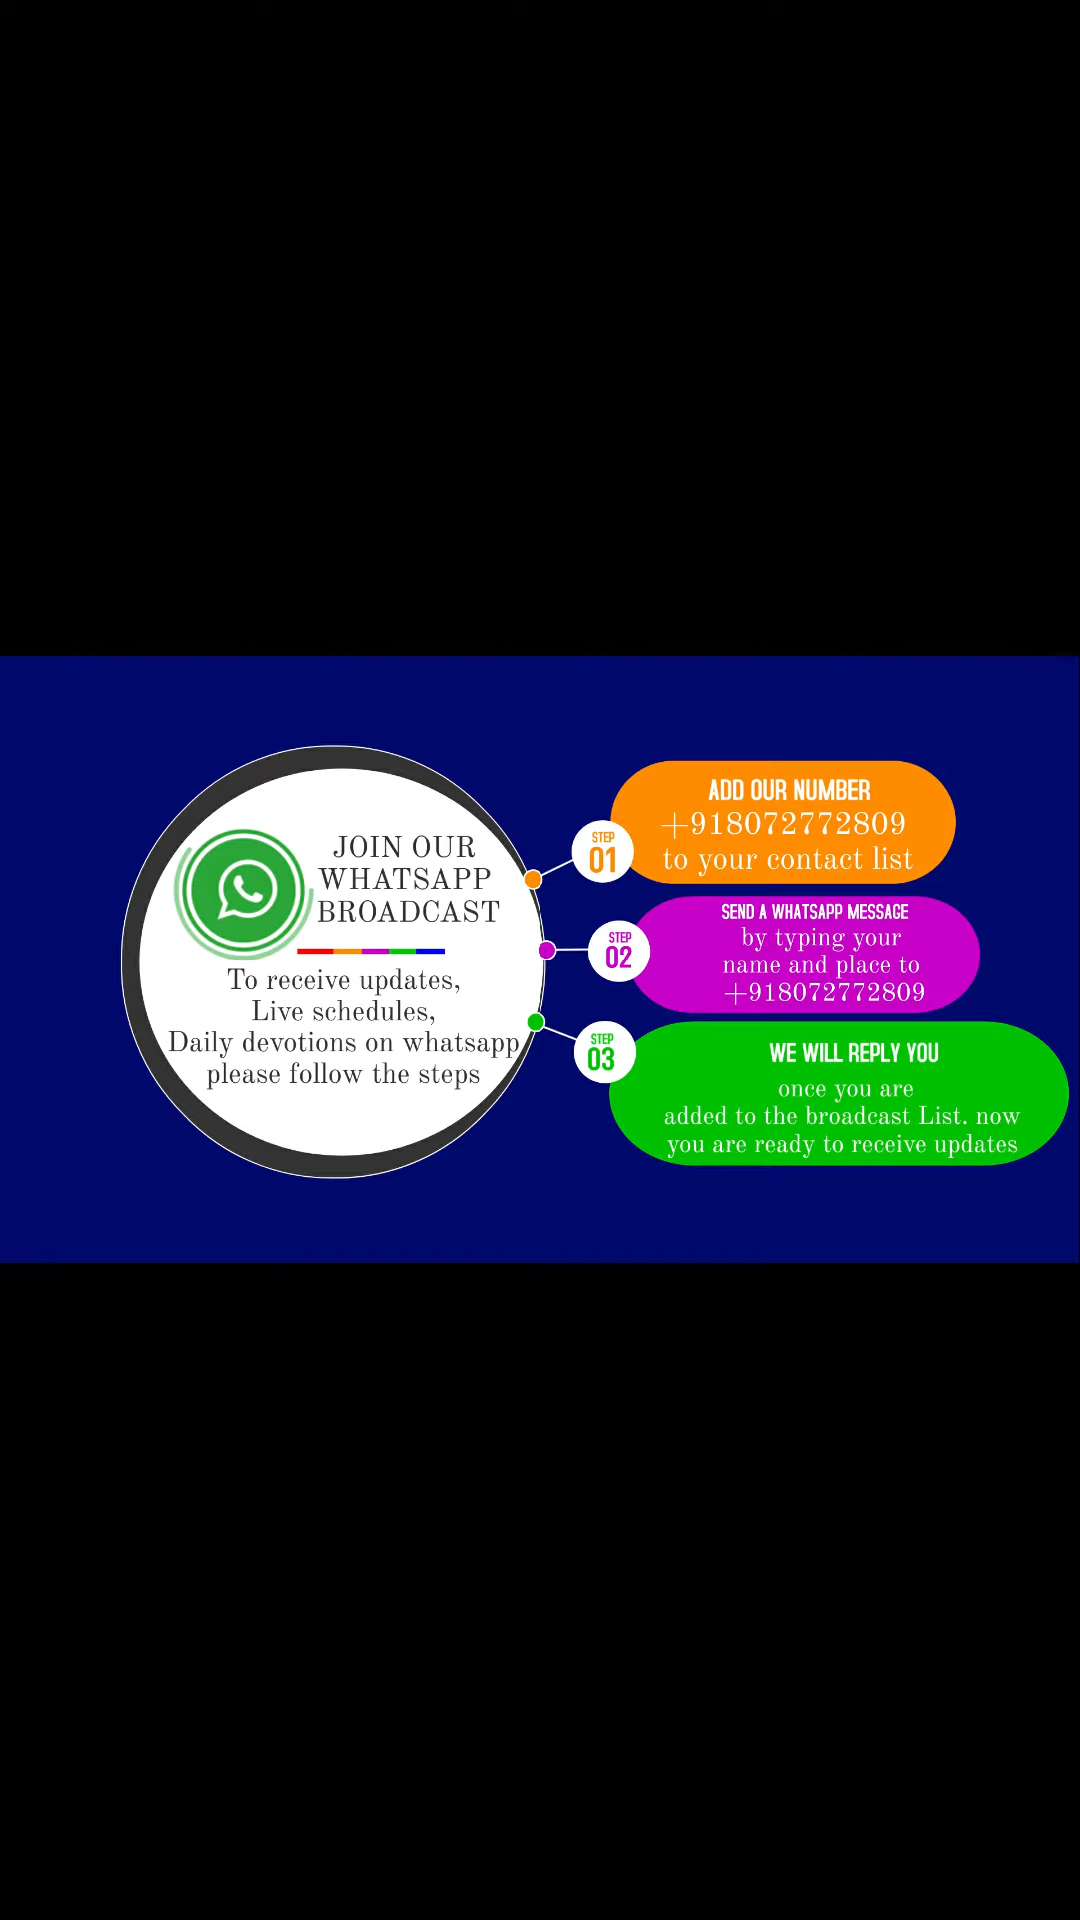 JOIN OUR
WHATSAPP
BROADCAST
To receive updates,
Live schedules,
Daily devotions on whatsapp
please follow the steps
STEP
01
ADD OUR NUMBER
+918072772809
to your contact list
STEP
02
SEND A WHATSAPP MESSAGE
by typing your
name and place to
+918072772809
STEP
03
WE WILL REPLY YOU
once you are
added to the broadcast List. now
you are ready to receive updates